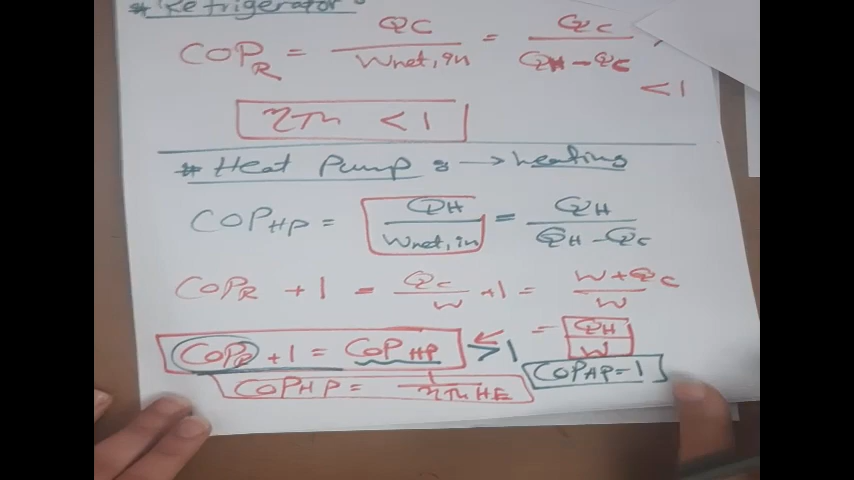 # Refrigerator :
COP_R = QC / Wnet,in = QC / QH - QC
< 1
ηTh < 1
# Heat Pump : → heating
COP_HP = QH / Wnet,in = QH / QH - QC
COP_R + 1 = QC / W + 1 = W + QC / W
= QH / W
COP_R + 1 = COP_HP > 1
COP_HP = 1 / ηTh HE
COP_HP = 1